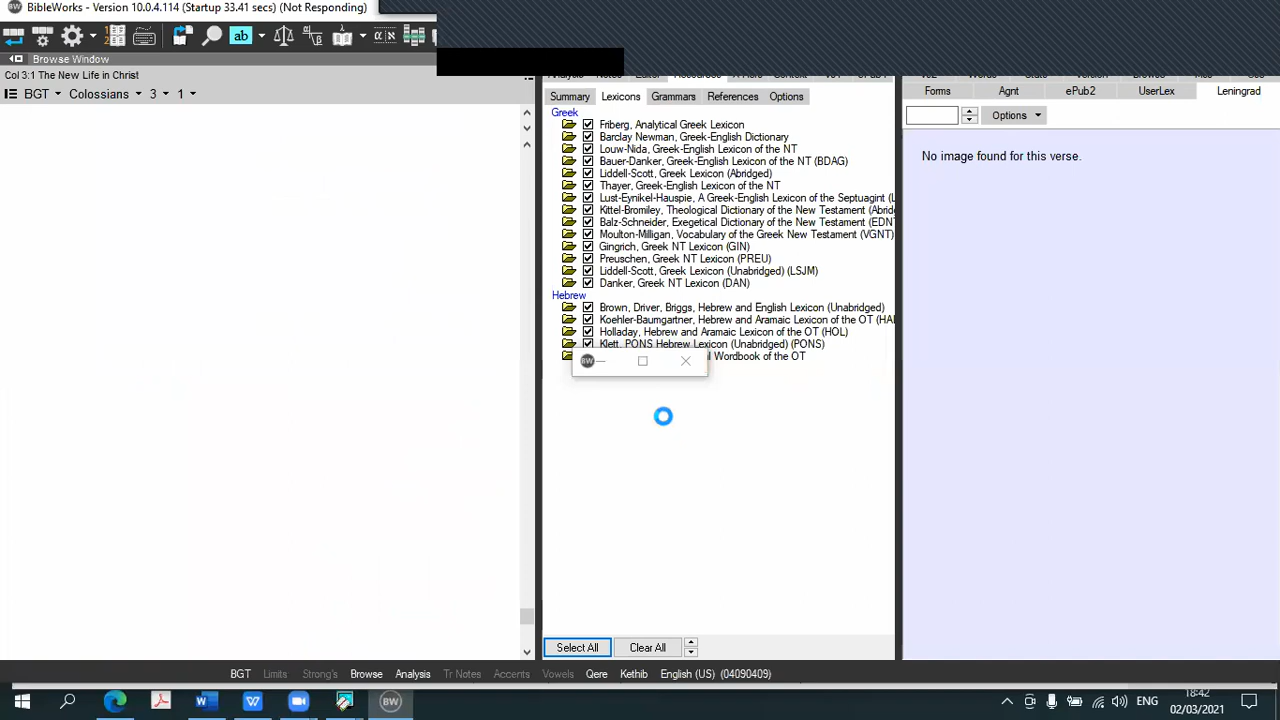 BibleWorks - Version 10.0.4.114 (Startup 33.41 secs) (Not Responding)
Browse Window
Col 3:1 The New Life in Christ
BGT Colossians 3 1
Summary Lexicons Grammars References Options
Greek
Friberg, Analytical Greek Lexicon
Barclay Newman, Greek-English Dictionary
Louw-Nida, Greek-English Lexicon of the NT
Bauer-Danker, Greek-English Lexicon of the NT (BDAG)
Liddell-Scott, Greek Lexicon (Abridged)
Thayer, Greek-English Lexicon of the NT
Lust-Eynikel-Hauspie, A Greek-English Lexicon of the Septuagint (L
Kittel-Bromiley, Theological Dictionary of the New Testament (Abrid
Balz-Schneider, Exegetical Dictionary of the New Testament (EDN
Moulton-Milligan, Vocabulary of the Greek New Testament (VGNT)
Gingrich, Greek NT Lexicon (GIN)
Preuschen, Greek NT Lexicon (PREU)
Liddell-Scott, Greek Lexicon (Unabridged) (LSJM)
Danker, Greek NT Lexicon (DAN)
Hebrew
Brown, Driver, Briggs, Hebrew and English Lexicon (Unabridged)
Koehler-Baumgartner, Hebrew and Aramaic Lexicon of the OT (HAL
Holladay, Hebrew and Aramaic Lexicon of the OT (HOL)
Klett, PONS Hebrew Lexicon (Unabridged) (PONS)
l Wordbook of the OT
BW
Select All Clear All
Forms Agnt ePub2 UserLex Leningrad
Options
No image found for this verse.
BGT Limits Strong's Browse Analysis Tr Notes Accents Vowels Qere Kethib English (US) (04090409)
BW
ENG
18:42
02/03/2021